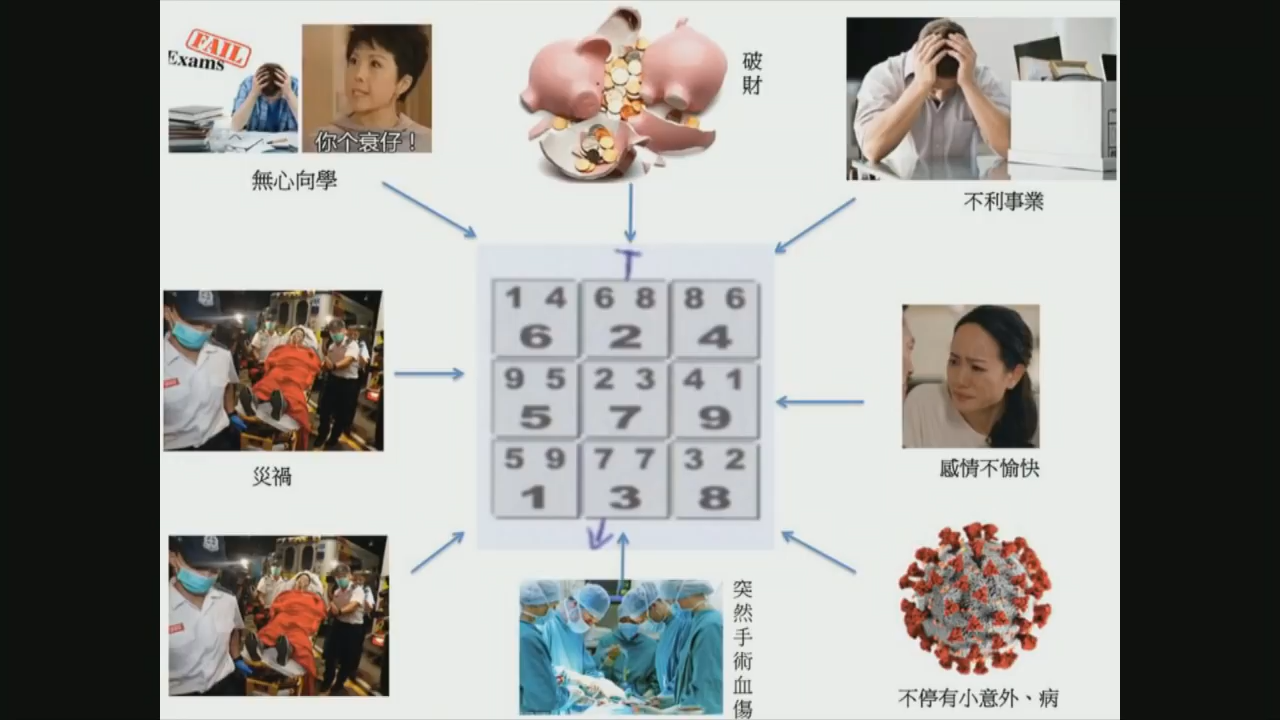 FAIL
Exams
你个衰仔！
無心向學
破財
不利事業
T
1 4 6 8 8 6
6 2 4
9 5 2 3 4 1
5 7 9
5 9 7 7 3 2
1 3 8
災禍
感情不愉快
突然手術血傷
不停有小意外、病